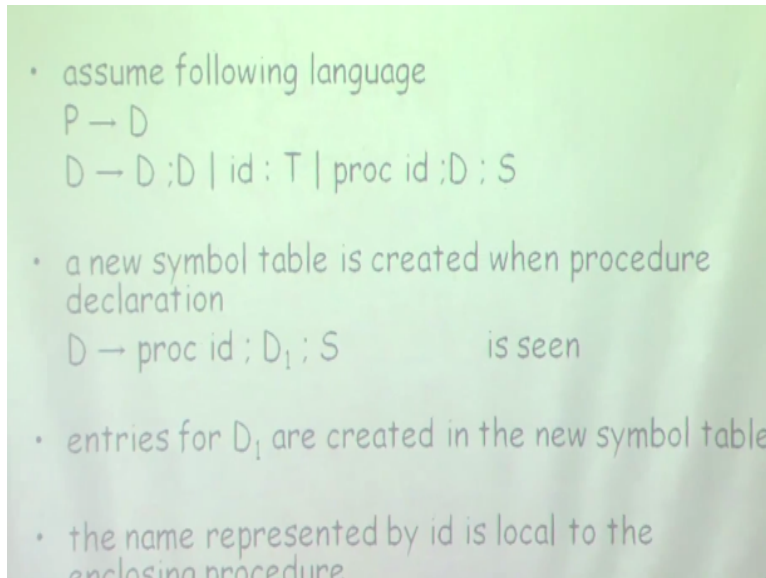 • assume following language
P → D
D → D ;D | id : T | proc id ;D ; S
• a new symbol table is created when procedure
declaration
D → proc id ; D₁ ; S is seen
• entries for D₁ are created in the new symbol table
• the name represented by id is local to the
enclosing procedure